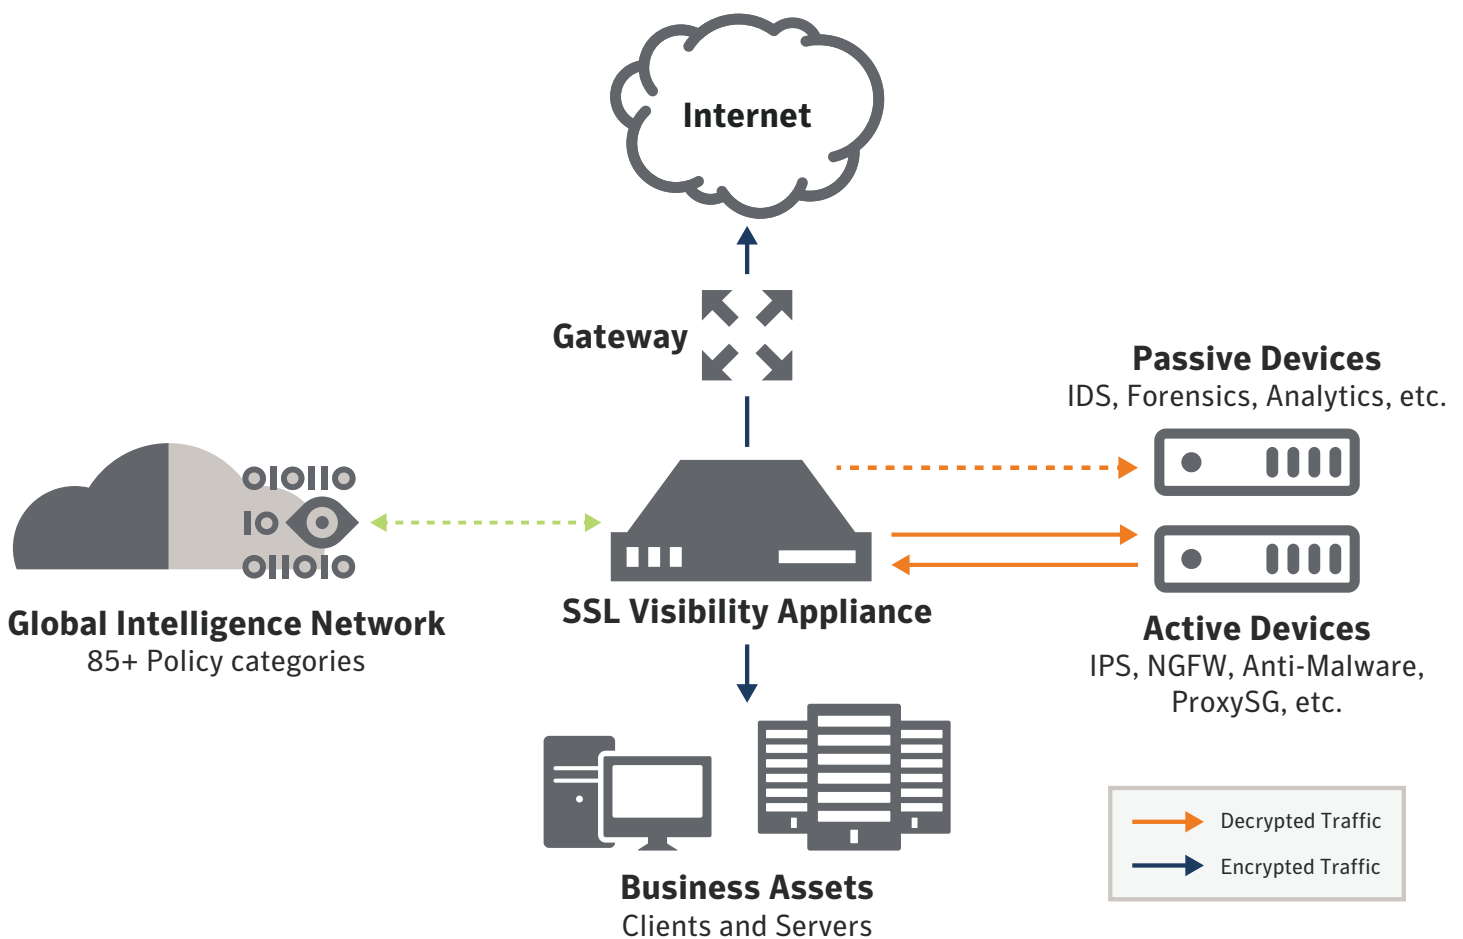 Internet
Gateway
Passive Devices
IDS, Forensics, Analytics, etc.
Global Intelligence Network
85+ Policy categories
SSL Visibility Appliance
Active Devices
IPS, NGFW, Anti-Malware,
ProxySG, etc.
Business Assets
Clients and Servers
Decrypted Traffic
Encrypted Traffic